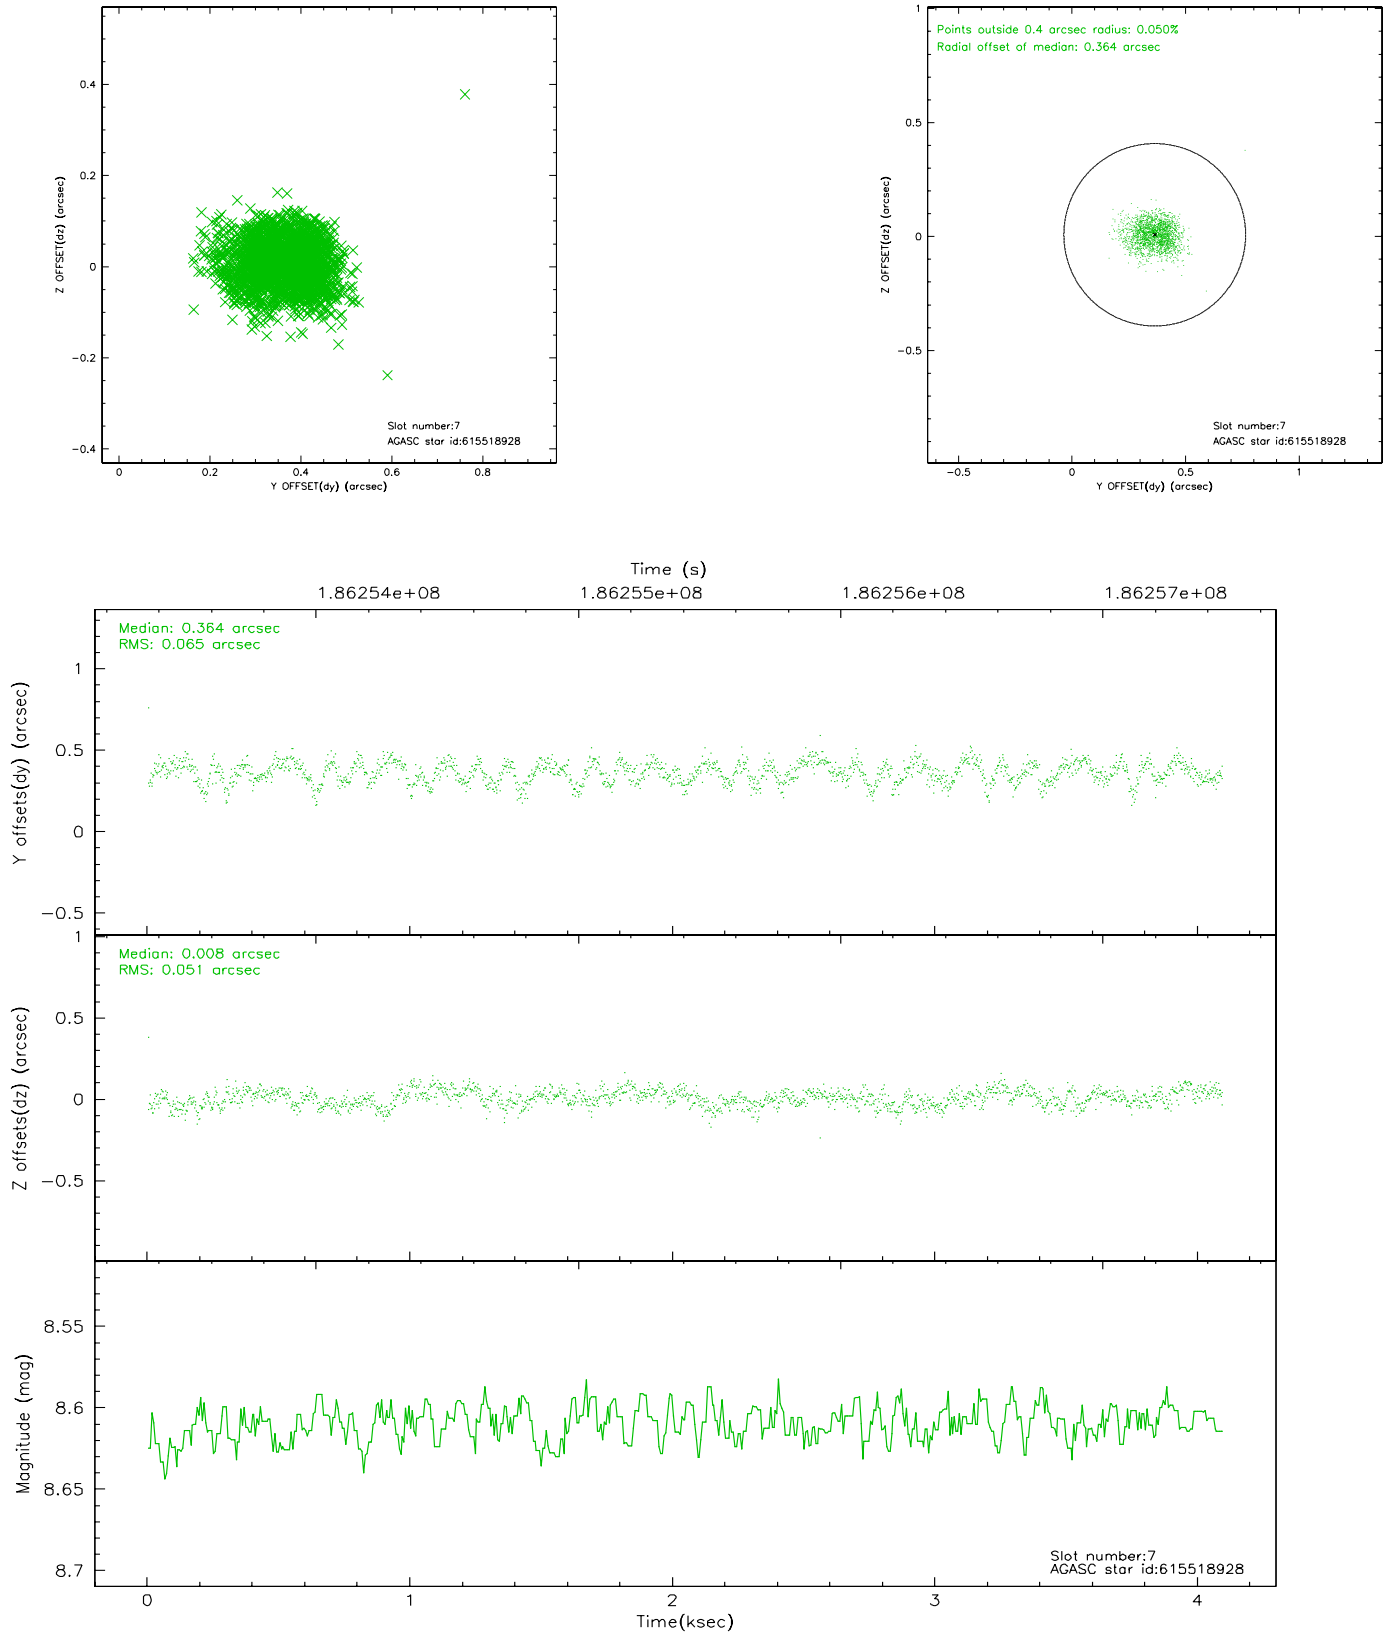 0.4
0.2
0
−0.2
−0.4
Z OFFSET(dz) (arcsec)
0 0.2 0.4 0.6 0.8
Y OFFSET(dy) (arcsec)
Slot number:7
AGASC star id:615518928
Points outside 0.4 arcsec radius: 0.050%
Radial offset of median: 0.364 arcsec
1
0.5
0
−0.5
Z OFFSET(dz) (arcsec)
−0.5 0 0.5 1
Y OFFSET(dy) (arcsec)
Slot number:7
AGASC star id:615518928
Time (s)
1.86254e+08 1.86255e+08 1.86256e+08 1.86257e+08
Median: 0.364 arcsec
RMS: 0.065 arcsec
1
0.5
0
−0.5
Y offsets(dy) (arcsec)
Median: 0.008 arcsec
RMS: 0.051 arcsec
1
0.5
0
−0.5
Z offsets(dz) (arcsec)
8.55
8.6
8.65
8.7
Magnitude (mag)
Slot number:7
AGASC star id:615518928
0 1 2 3 4
Time(ksec)